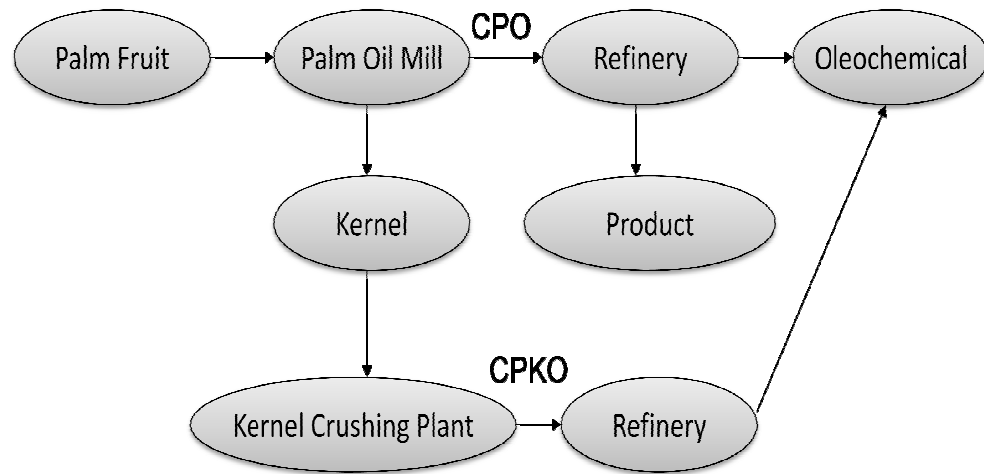 CPO
Palm Fruit
Palm Oil Mill
Refinery
Oleochemical
Kernel
Product
CPKO
Kernel Crushing Plant
Refinery